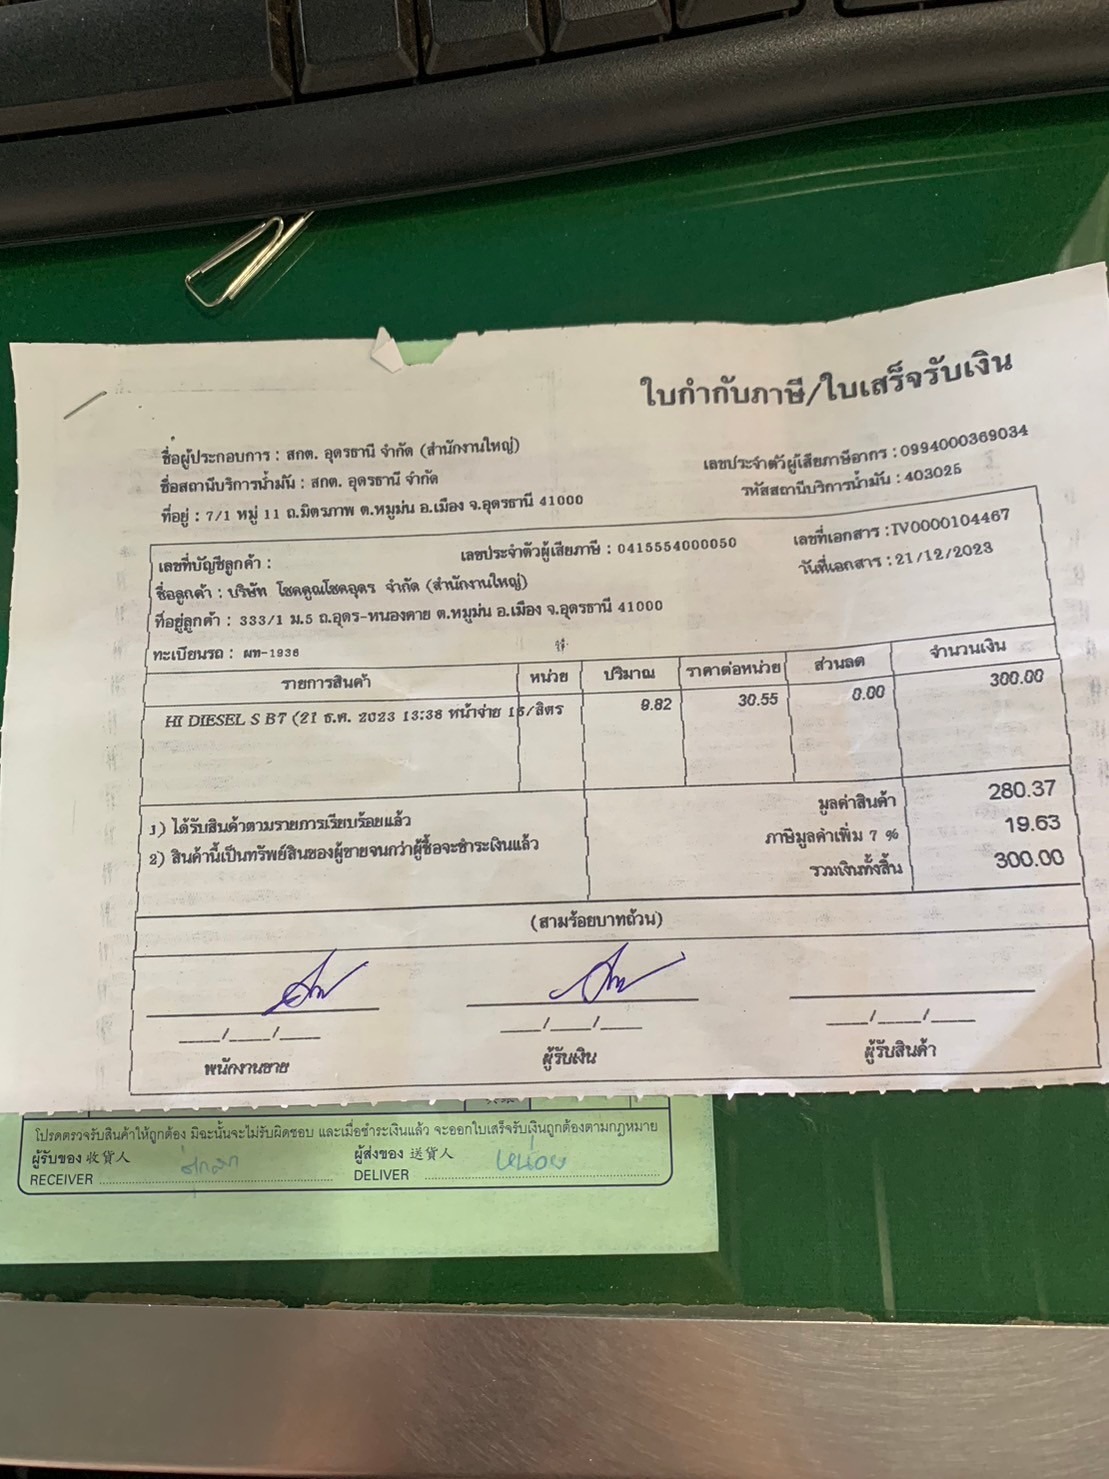 ใบกำกับภาษี/ใบเสร็จรับเงิน
ชื่อผู้ประกอบการ : สกต. อุดรธานี จำกัด (สำนักงานใหญ่)
เลขประจำตัวผู้เสียภาษีอากร : 0994000369034
ชื่อสถานีบริการน้ำมัน : สกต. อุดรธานี จำกัด
รหัสสถานีบริการน้ำมัน : 403025
ที่อยู่ : 7/1 หมู่ 11 ถ.มิตรภาพ ต.หมูม่น อ.เมือง จ.อุดรธานี 41000
เลขที่บัญชีลูกค้า :
เลขประจำตัวผู้เสียภาษี : 0415554000050
เลขที่เอกสาร : IV0000104467
ชื่อลูกค้า : บริษัท โชคคูณโชคอุดร จำกัด (สำนักงานใหญ่)
วันที่เอกสาร : 21/12/2023
ที่อยู่ลูกค้า : 333/1 ม.5 ถ.อุดร-หนองคาย ต.หมูม่น อ.เมือง จ.อุดรธานี 41000
ทะเบียนรถ : ผท-1936
รายการสินค้า หน่วย ปริมาณ ราคาต่อหน่วย ส่วนลด จำนวนเงิน
HI DIESEL S B7 (21 ธ.ค. 2023 13:38 หน้าจ่าย 15/ลิตร 9.82 30.55 0.00 300.00
มูลค่าสินค้า 280.37
1) ได้รับสินค้าตามรายการเรียบร้อยแล้ว
ภาษีมูลค่าเพิ่ม 7 % 19.63
2) สินค้านี้เป็นทรัพย์สินของผู้ขายจนกว่าผู้ซื้อจะชำระเงินแล้ว
รวมเงินทั้งสิ้น 300.00
(สามร้อยบาทถ้วน)
____/____/____ ____/____/____ ____/____/____
พนักงานขาย ผู้รับเงิน ผู้รับสินค้า
โปรดตรวจรับสินค้าให้ถูกต้อง มิฉะนั้นจะไม่รับผิดชอบ และเมื่อชำระเงินแล้ว จะออกใบเสร็จรับเงินถูกต้องตามกฎหมาย
ผู้รับของ 收貨人 ผู้ส่งของ 送貨人 หน่อย
RECEIVER DELIVER